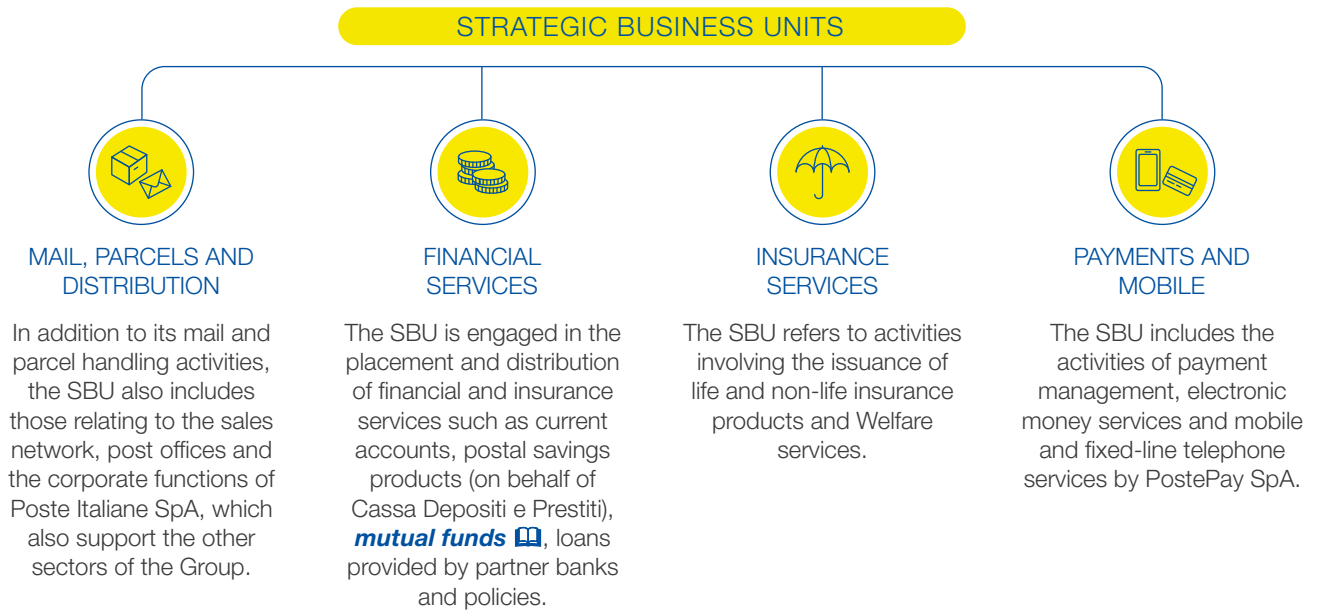 STRATEGIC BUSINESS UNITS
MAIL, PARCELS AND
DISTRIBUTION
In addition to its mail and
parcel handling activities,
the SBU also includes
those relating to the sales
network, post offices and
the corporate functions of
Poste Italiane SpA, which
also support the other
sectors of the Group.
FINANCIAL
SERVICES
The SBU is engaged in the
placement and distribution
of financial and insurance
services such as current
accounts, postal savings
products (on behalf of
Cassa Depositi e Prestiti),
mutual funds, loans
provided by partner banks
and policies.
INSURANCE
SERVICES
The SBU refers to activities
involving the issuance of
life and non-life insurance
products and Welfare
services.
PAYMENTS AND
MOBILE
The SBU includes the
activities of payment
management, electronic
money services and mobile
and fixed-line telephone
services by PostePay SpA.